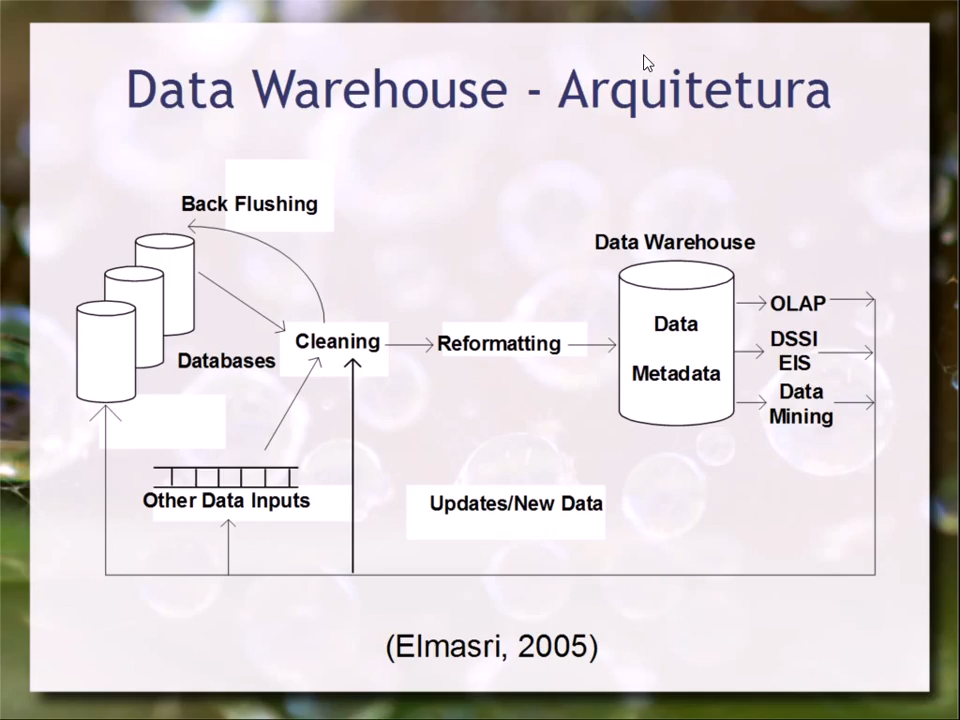 Data Warehouse - Arquitetura
Back Flushing
Data Warehouse
Databases
Cleaning
Reformatting
Data
Metadata
OLAP
DSSI
EIS
Data
Mining
Other Data Inputs
Updates/New Data
(Elmasri, 2005)